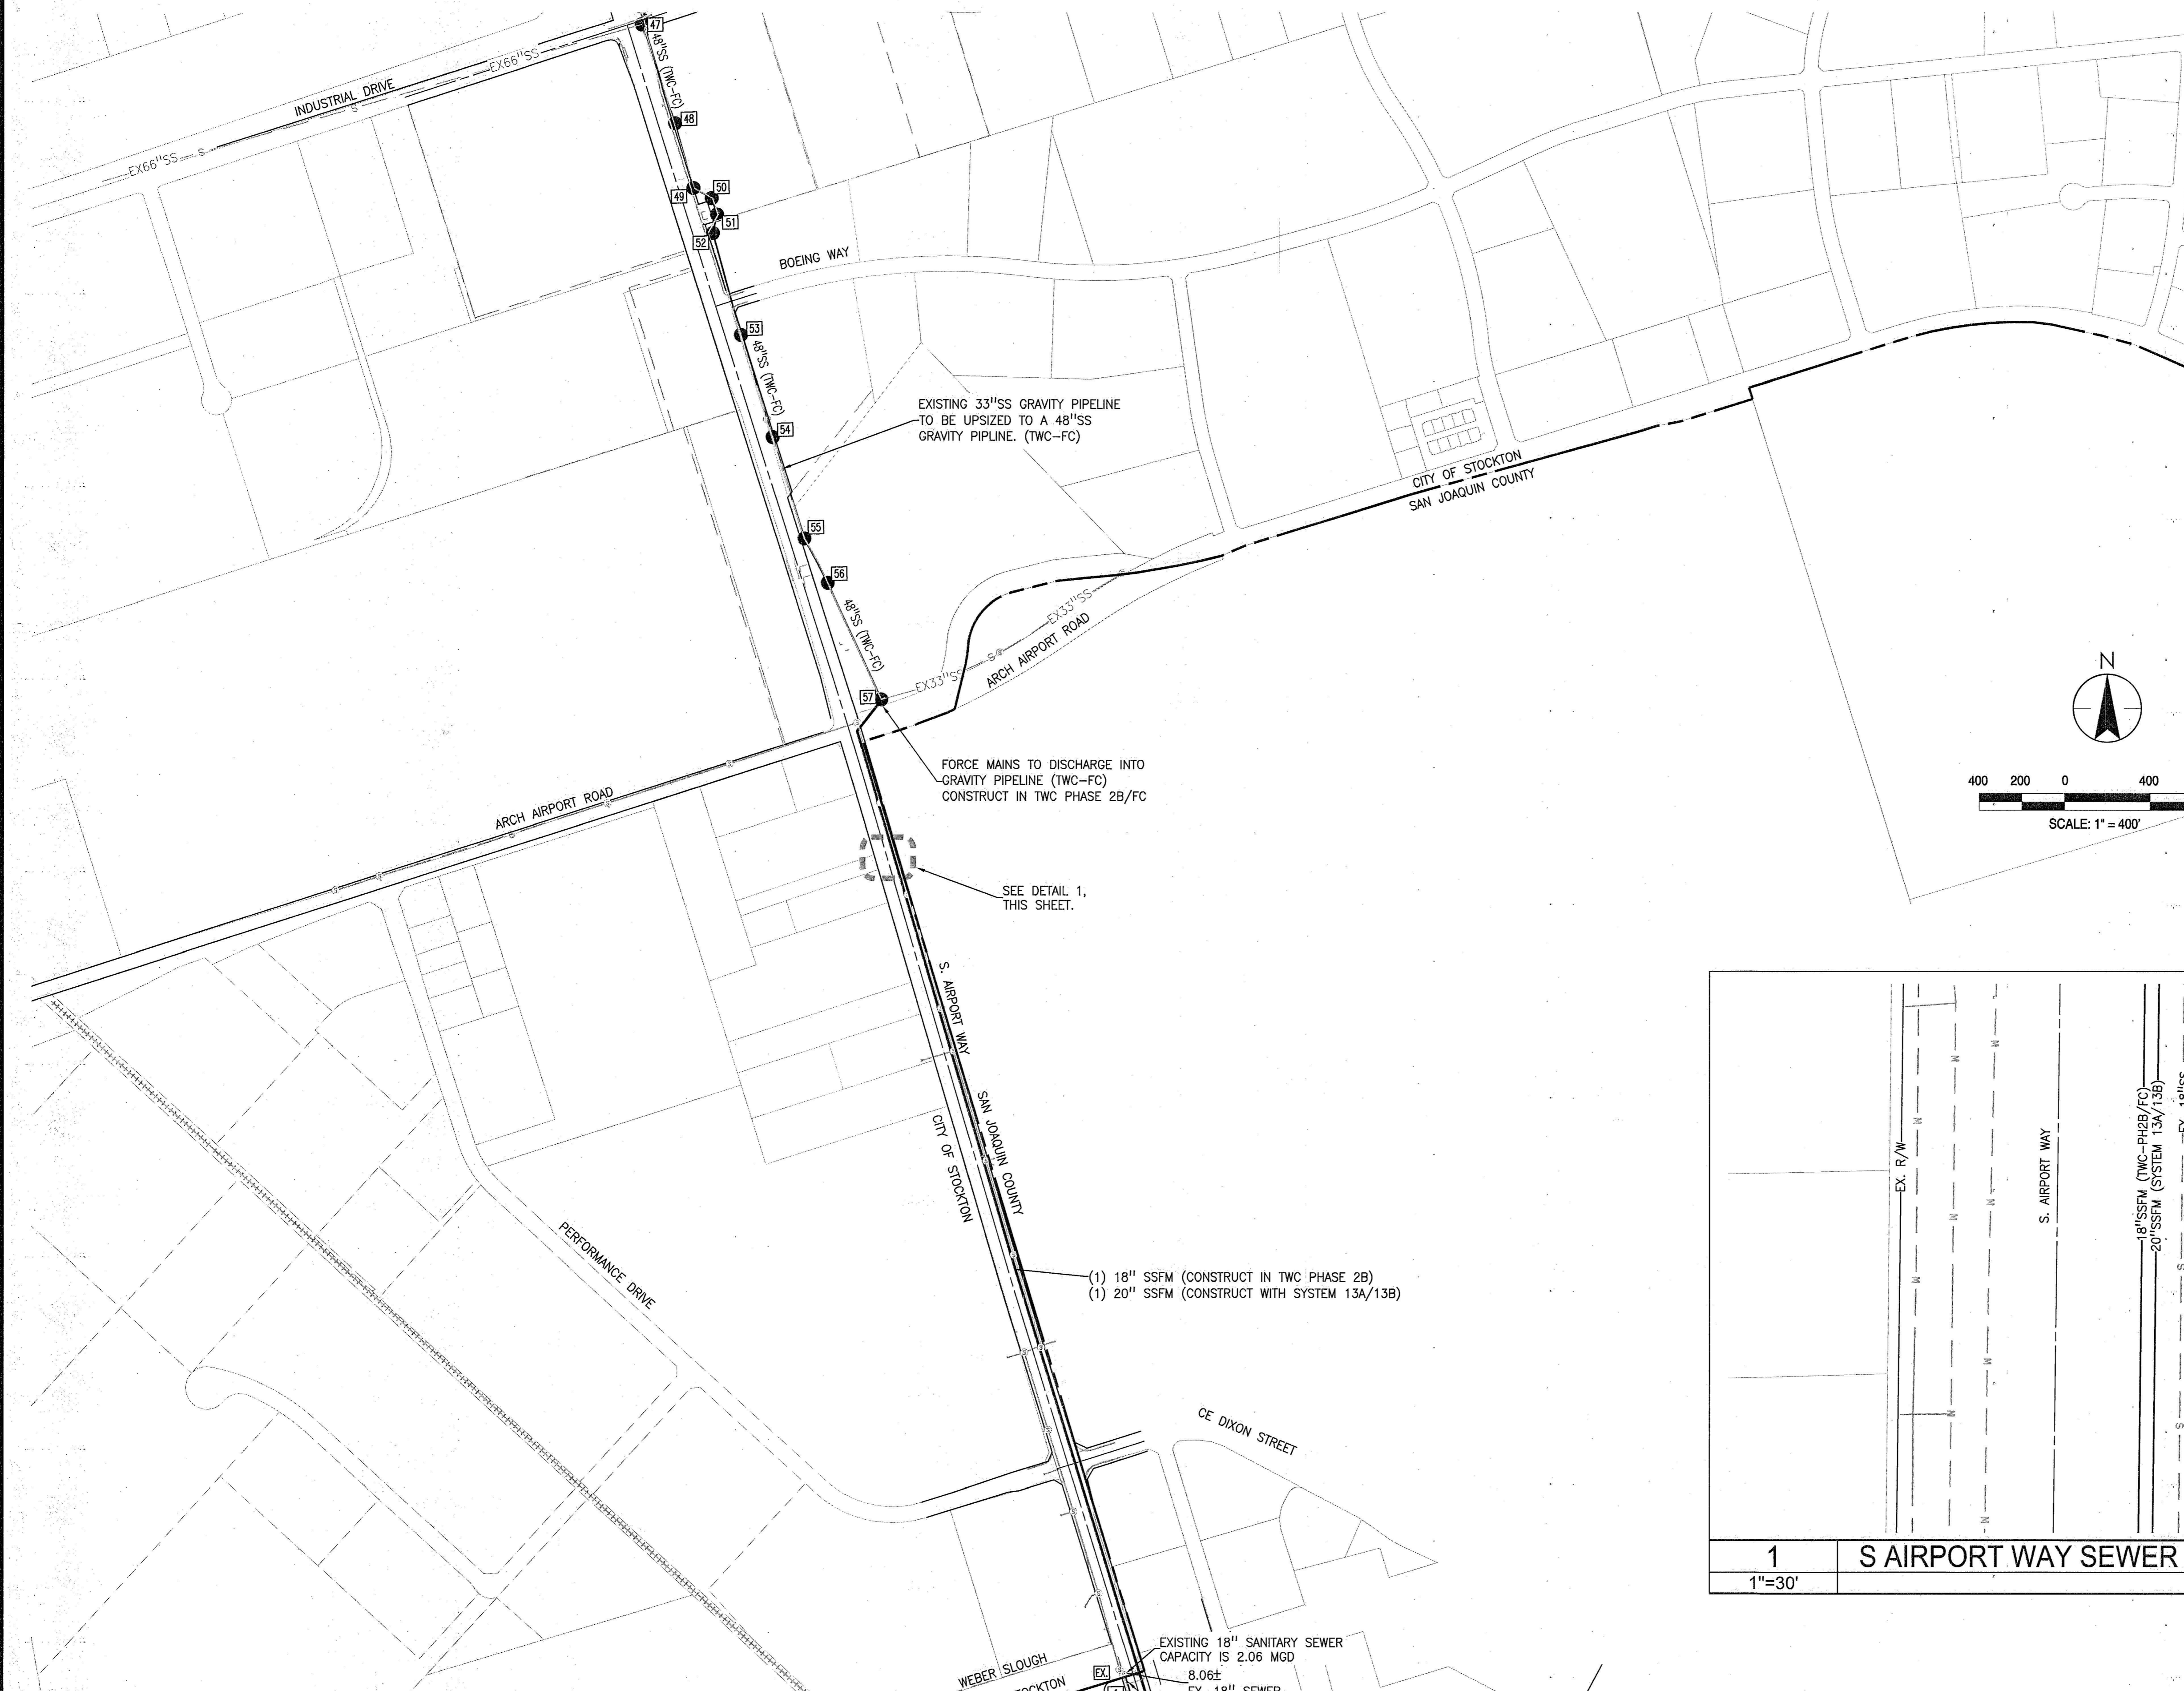 47
48"SS (TWC-FC)
EX66"SS
INDUSTRIAL DRIVE
S
EX66"SS
S
48
49
50
51
52
BOEING WAY
53
48"SS (TWC-FC)
EXISTING 33"SS GRAVITY PIPELINE
TO BE UPSIZED TO A 48"SS
GRAVITY PIPLINE. (TWC-FC)
54
CITY OF STOCKTON
SAN JOAQUIN COUNTY
55
56
48"SS (TWC-FC)
EX33"SS
ARCH AIRPORT ROAD
S
EX33"SS
57
N
FORCE MAINS TO DISCHARGE INTO
GRAVITY PIPELINE (TWC-FC)
CONSTRUCT IN TWC PHASE 2B/FC
400 200 0 400
SCALE: 1" = 400'
ARCH AIRPORT ROAD
S
SEE DETAIL 1,
THIS SHEET.
S. AIRPORT WAY
SAN JOAQUIN COUNTY
CITY OF STOCKTON
PERFORMANCE DRIVE
(1) 18" SSFM (CONSTRUCT IN TWC PHASE 2B)
(1) 20" SSFM (CONSTRUCT WITH SYSTEM 13A/13B)
CE DIXON STREET
EX. R/W
M
M
M
M
M
M
M
M
M
M
S. AIRPORT WAY
18"SSFM (TWC-PH2B/FC)
20"SSFM (SYSTEM 13A/13B)
EX. 18"SS
S
S
1
S AIRPORT WAY SEWER
1"=30'
EXISTING 18" SANITARY SEWER
CAPACITY IS 2.06 MGD
WEBER SLOUGH
EX.
8.06±
EX. 18" SEWER